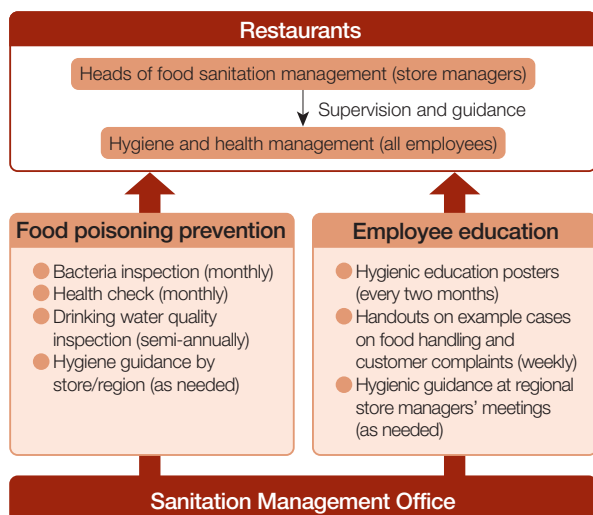 Restaurants
Heads of food sanitation management (store managers)
Supervision and guidance
Hygiene and health management (all employees)
Food poisoning prevention
Bacteria inspection (monthly)
Health check (monthly)
Drinking water quality
inspection (semi-annually)
Hygiene guidance by
store/region (as needed)
Employee education
Hygienic education posters
(every two months)
Handouts on example cases
on food handling and
customer complaints (weekly)
Hygienic guidance at regional
store managers’ meetings
(as needed)
Sanitation Management Office